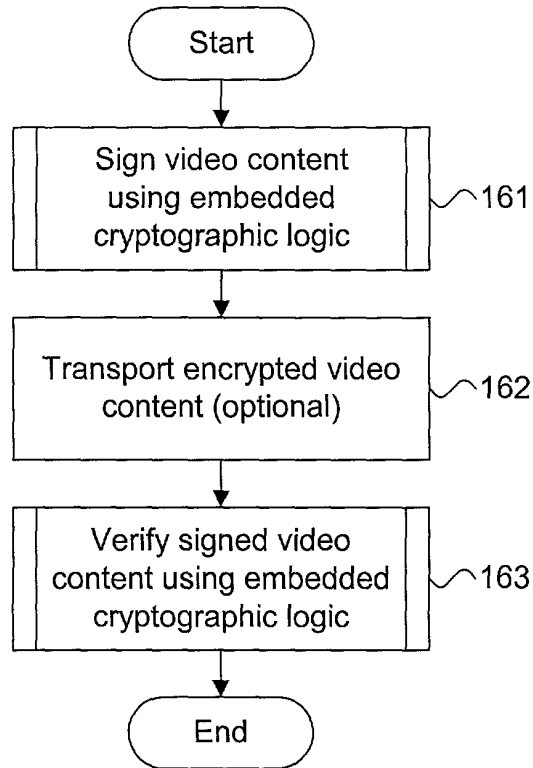 Start
Sign video content
using embedded
cryptographic logic
161
Transport encrypted video
content (optional)
162
Verify signed video
content using embedded
cryptographic logic
163
End